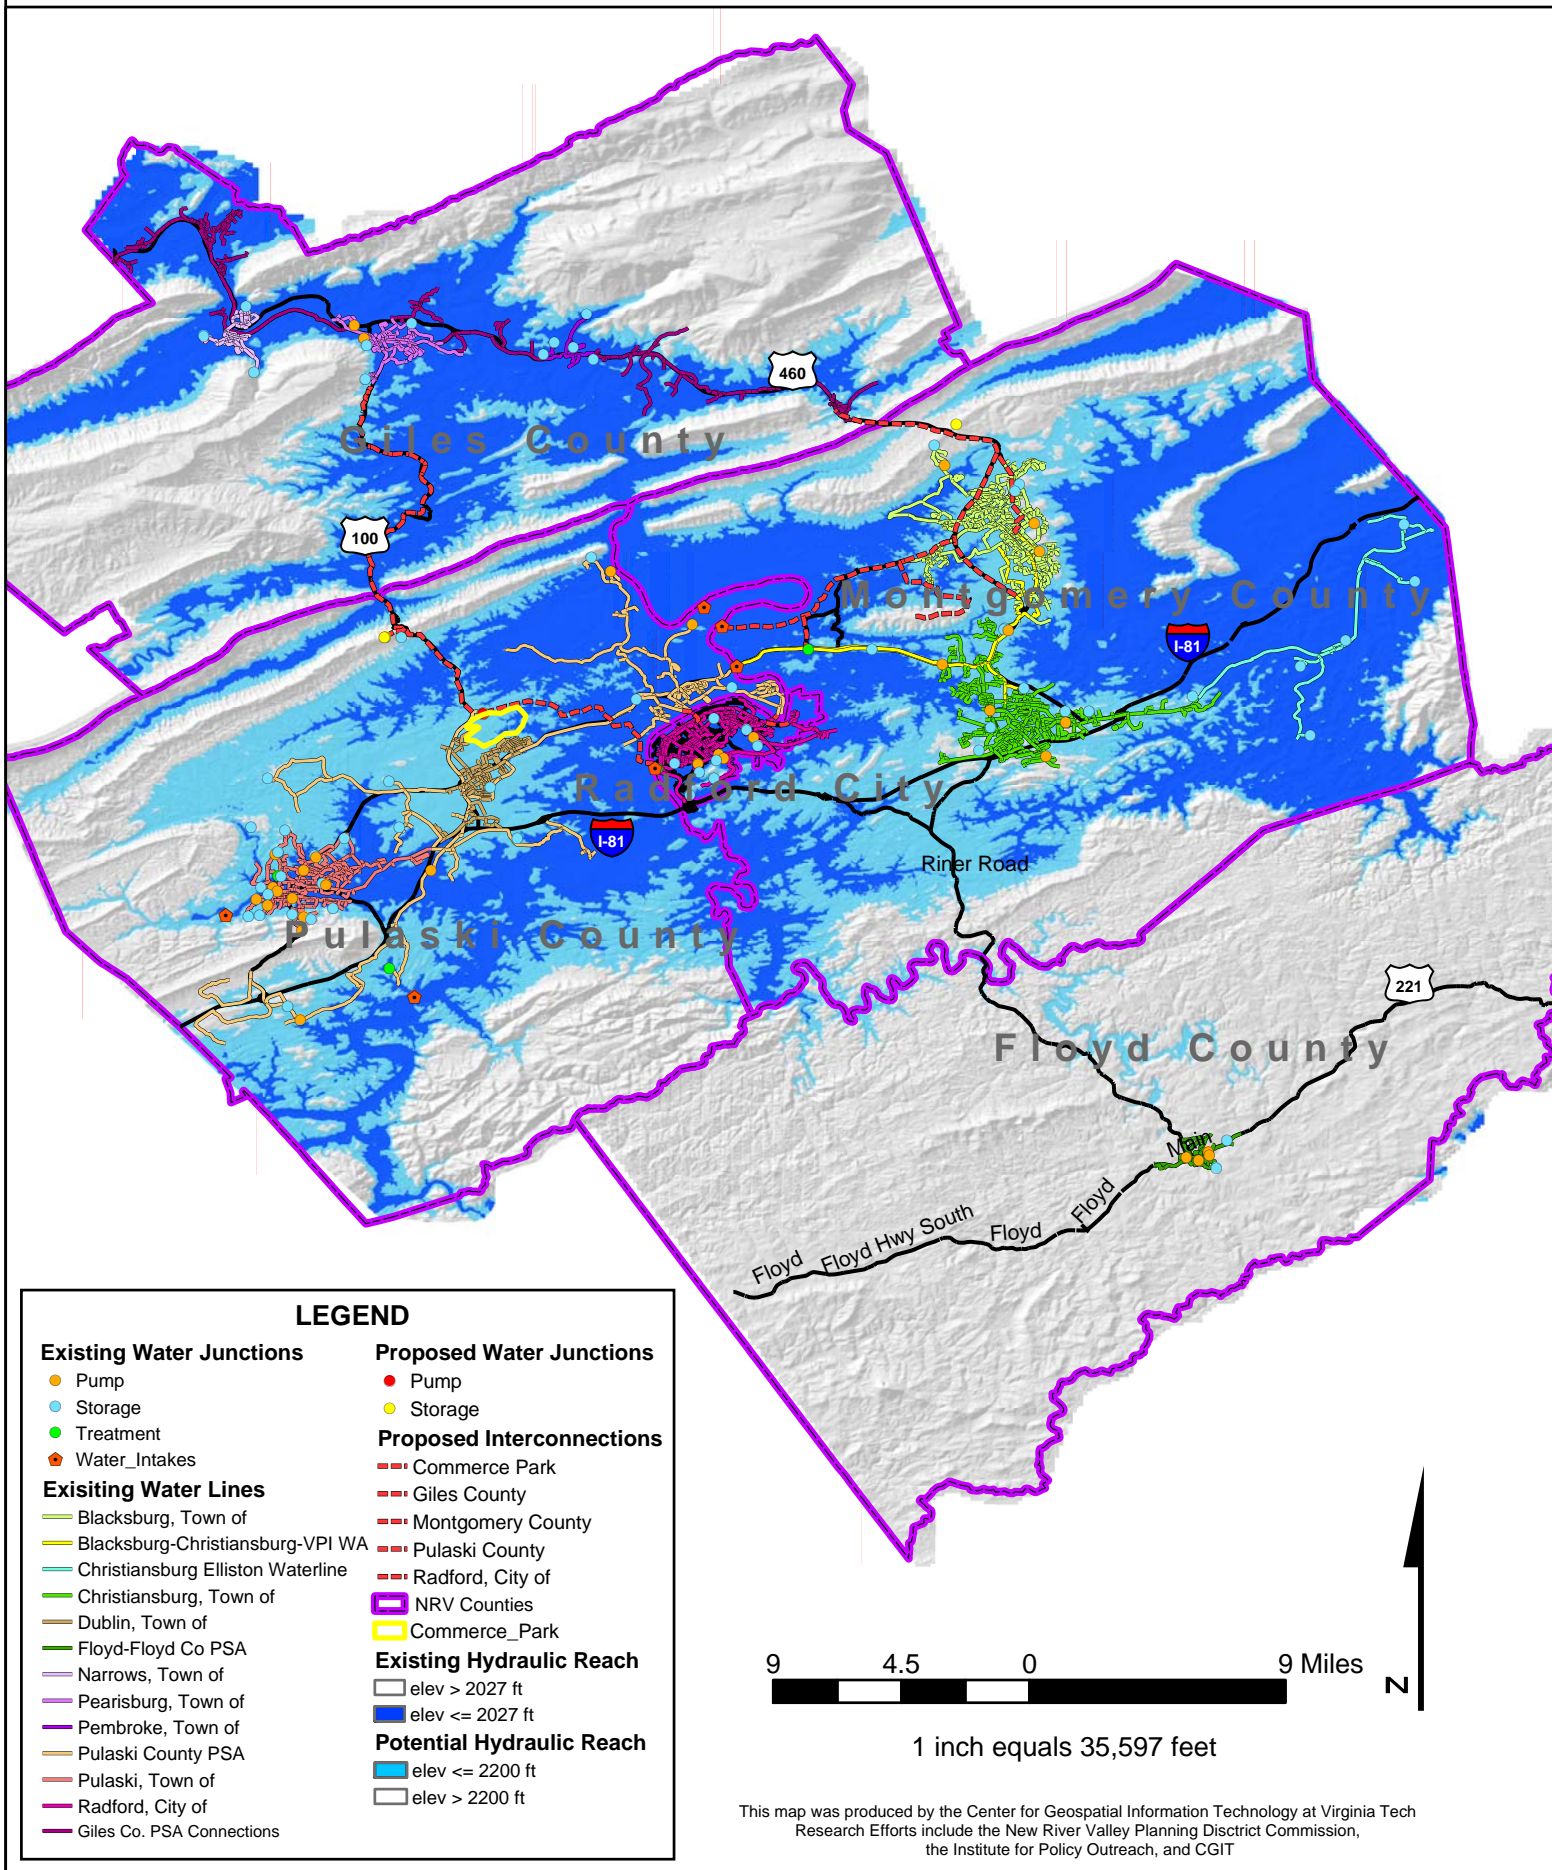 460
Giles County
100
Montgomery County
I-81
Radford City
I-81
Riner Road
Pulaski County
221
Floyd County
Main
Floyd
Floyd Hwy South
Floyd
Floyd
LEGEND
Existing Water Junctions
Pump
Storage
Treatment
Water_Intakes
Exisiting Water Lines
Blacksburg, Town of
Blacksburg-Christiansburg-VPI WA
Christiansburg Elliston Waterline
Christiansburg, Town of
Dublin, Town of
Floyd-Floyd Co PSA
Narrows, Town of
Pearisburg, Town of
Pembroke, Town of
Pulaski County PSA
Pulaski, Town of
Radford, City of
Giles Co. PSA Connections
Proposed Water Junctions
Pump
Storage
Proposed Interconnections
Commerce Park
Giles County
Montgomery County
Pulaski County
Radford, City of
NRV Counties
Commerce_Park
Existing Hydraulic Reach
elev > 2027 ft
elev <= 2027 ft
Potential Hydraulic Reach
elev <= 2200 ft
elev > 2200 ft
9 4.5 0 9 Miles
N
1 inch equals 35,597 feet
This map was produced by the Center for Geospatial Information Technology at Virginia Tech
Research Efforts include the New River Valley Planning Disctrict Commission,
the Institute for Policy Outreach, and CGIT